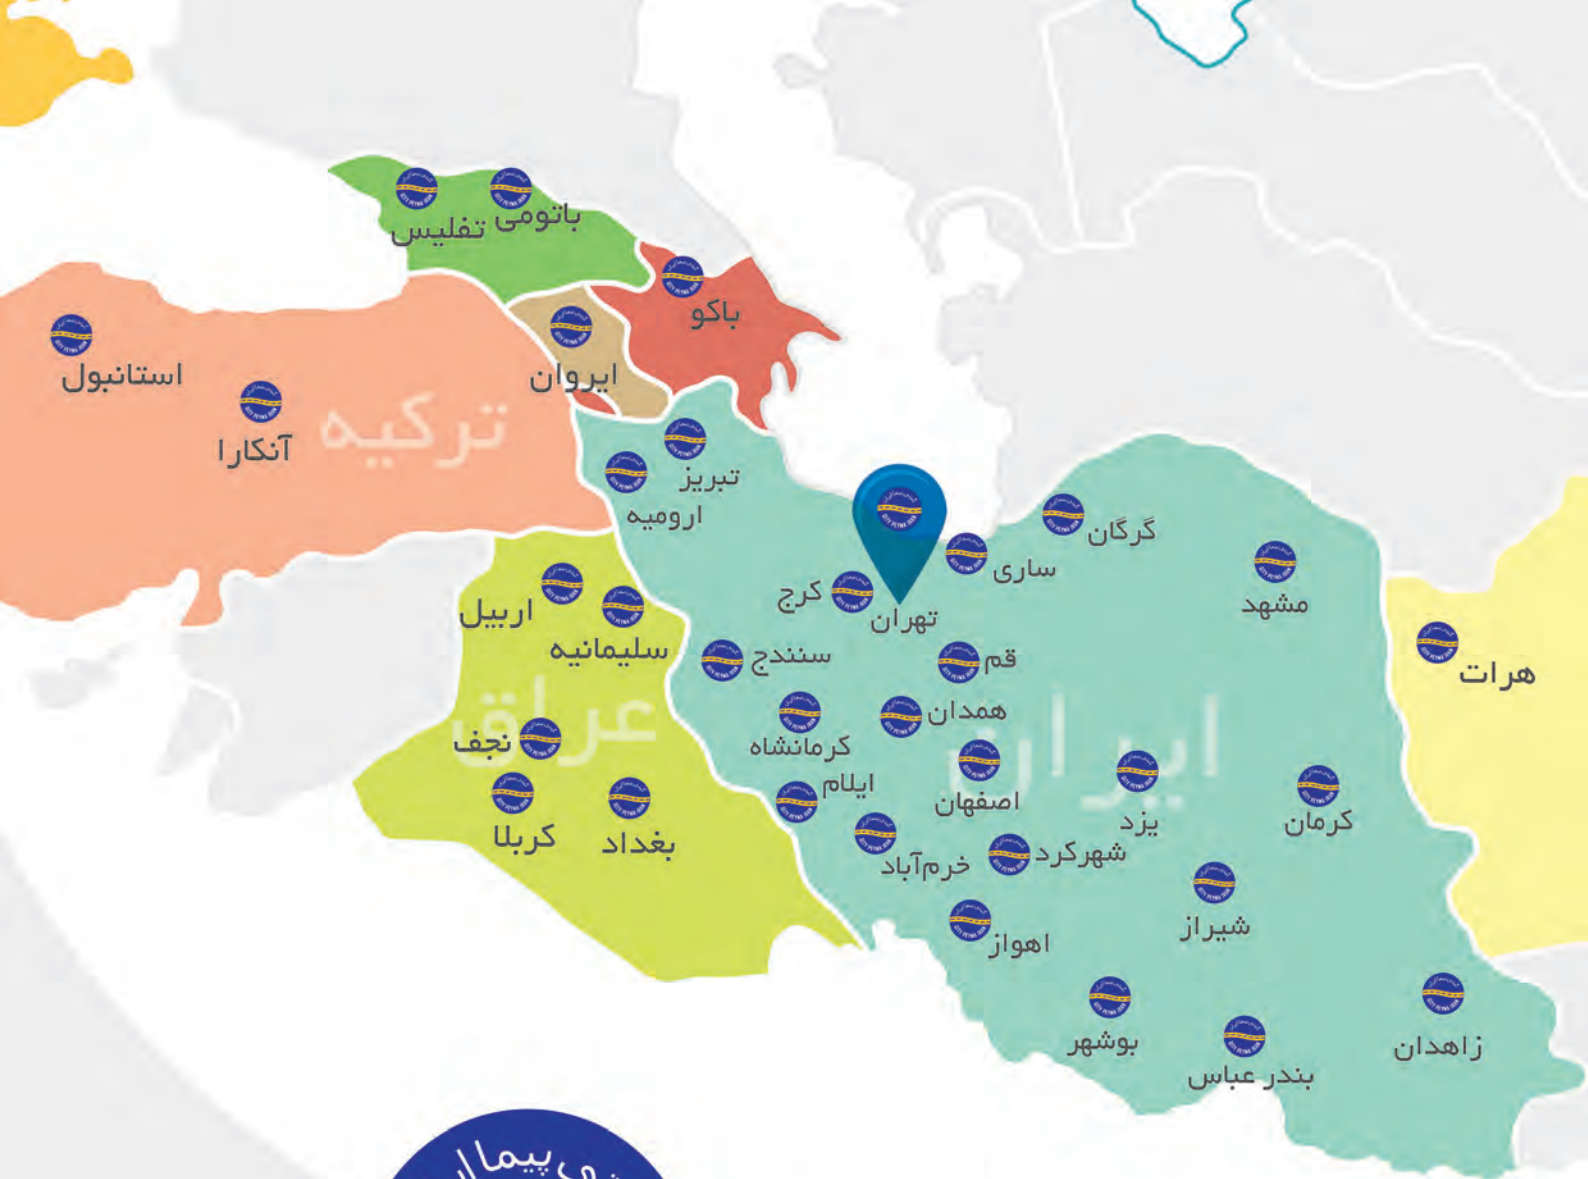 باتومی
تفلیس
باکو
ایروان
استانبول
آنکارا
ترکیه
تبریز
ارومیه
گرگان
ساری
مشهد
کرج
تهران
اربیل
سلیمانیه
سنندج
قم
هرات
عراق
نجف
همدان
کرمانشاه
ایران
ایلام
اصفهان
یزد
کرمان
کربلا
بغداد
شهرکرد
خرم‌آباد
شیراز
اهواز
بوشهر
بندر عباس
زاهدان